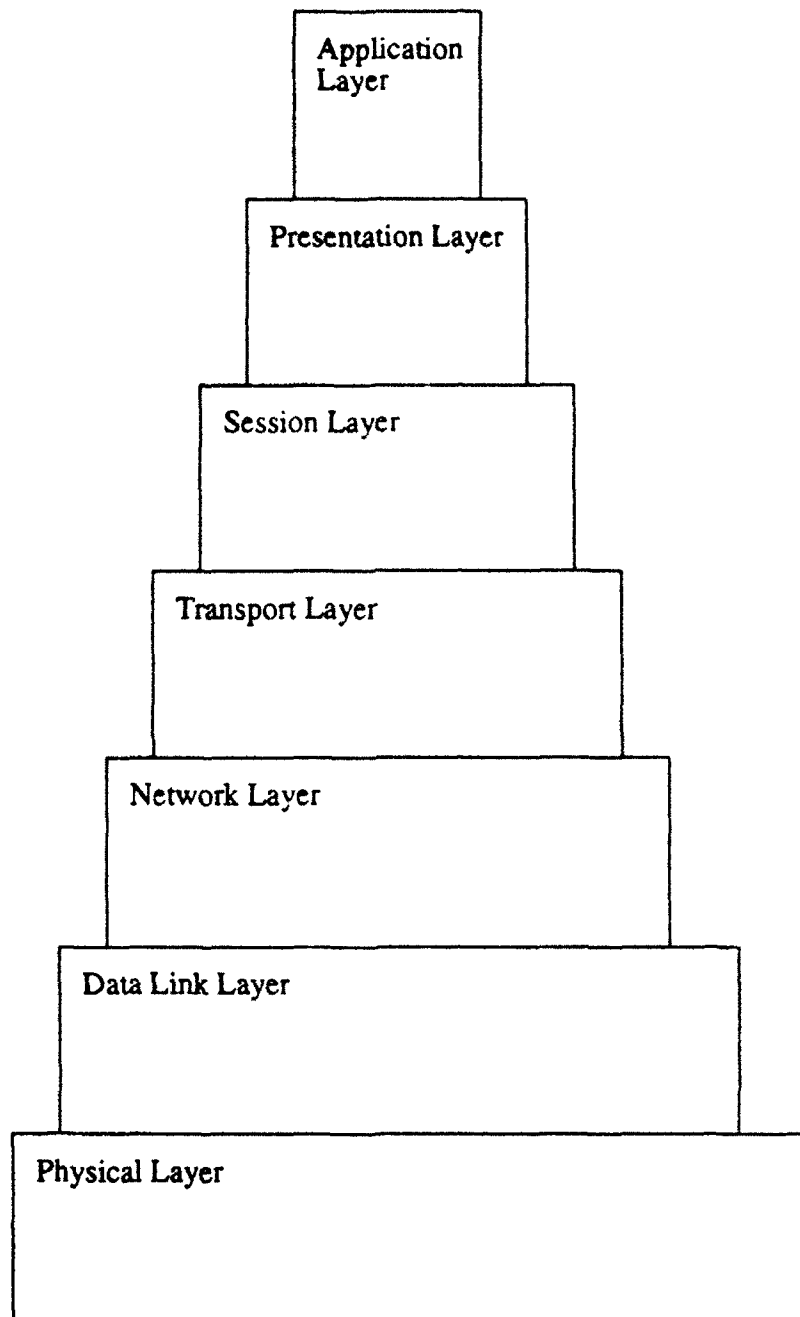 Application
Layer
Presentation Layer
Session Layer
Transport Layer
Network Layer
Data Link Layer
Physical Layer